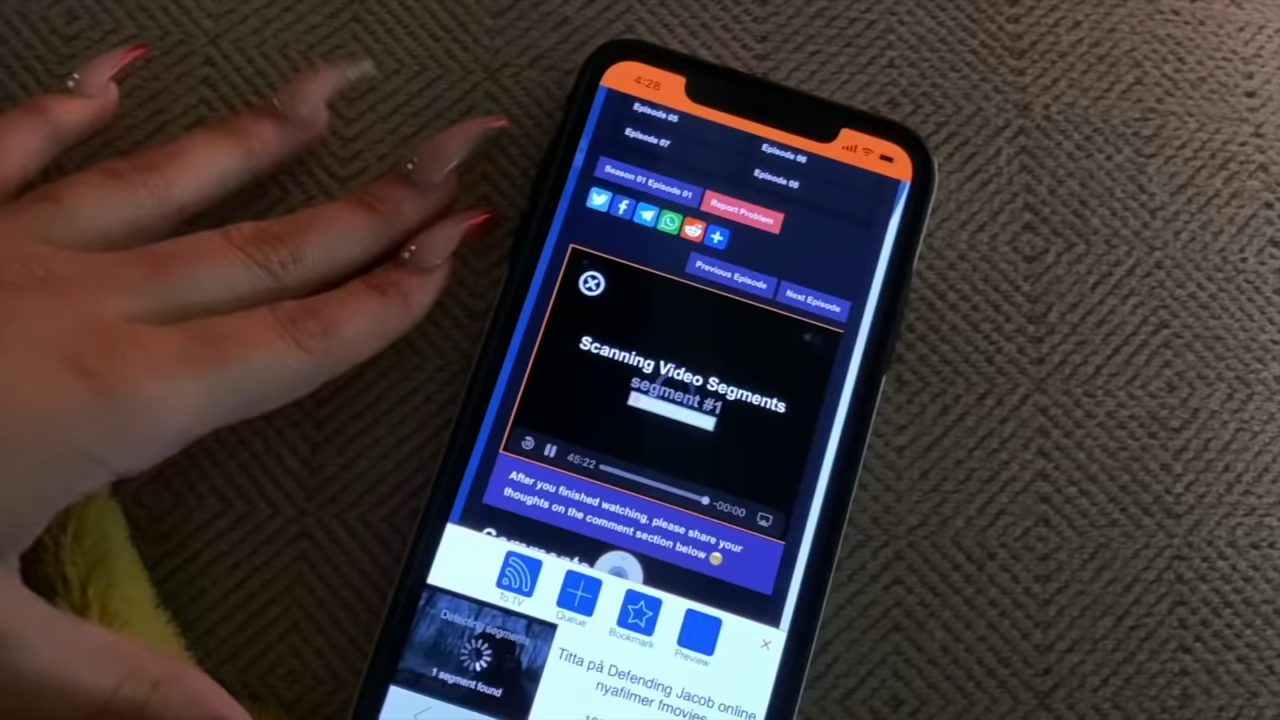 4:28
Episode 05
Episode 07
Episode 06
Episode 08
Season 01 Episode 01
Report Problem
Previous Episode
Next Episode
Scanning Video Segments
segment #1
45:22
-00:00
After you finished watching, please share your
thoughts on the comment section below
Comments
To TV
Queue
Bookmark
Preview
Detecting segments
1 segment found
Titta på Defending Jacob online
nyafilmer fmovies